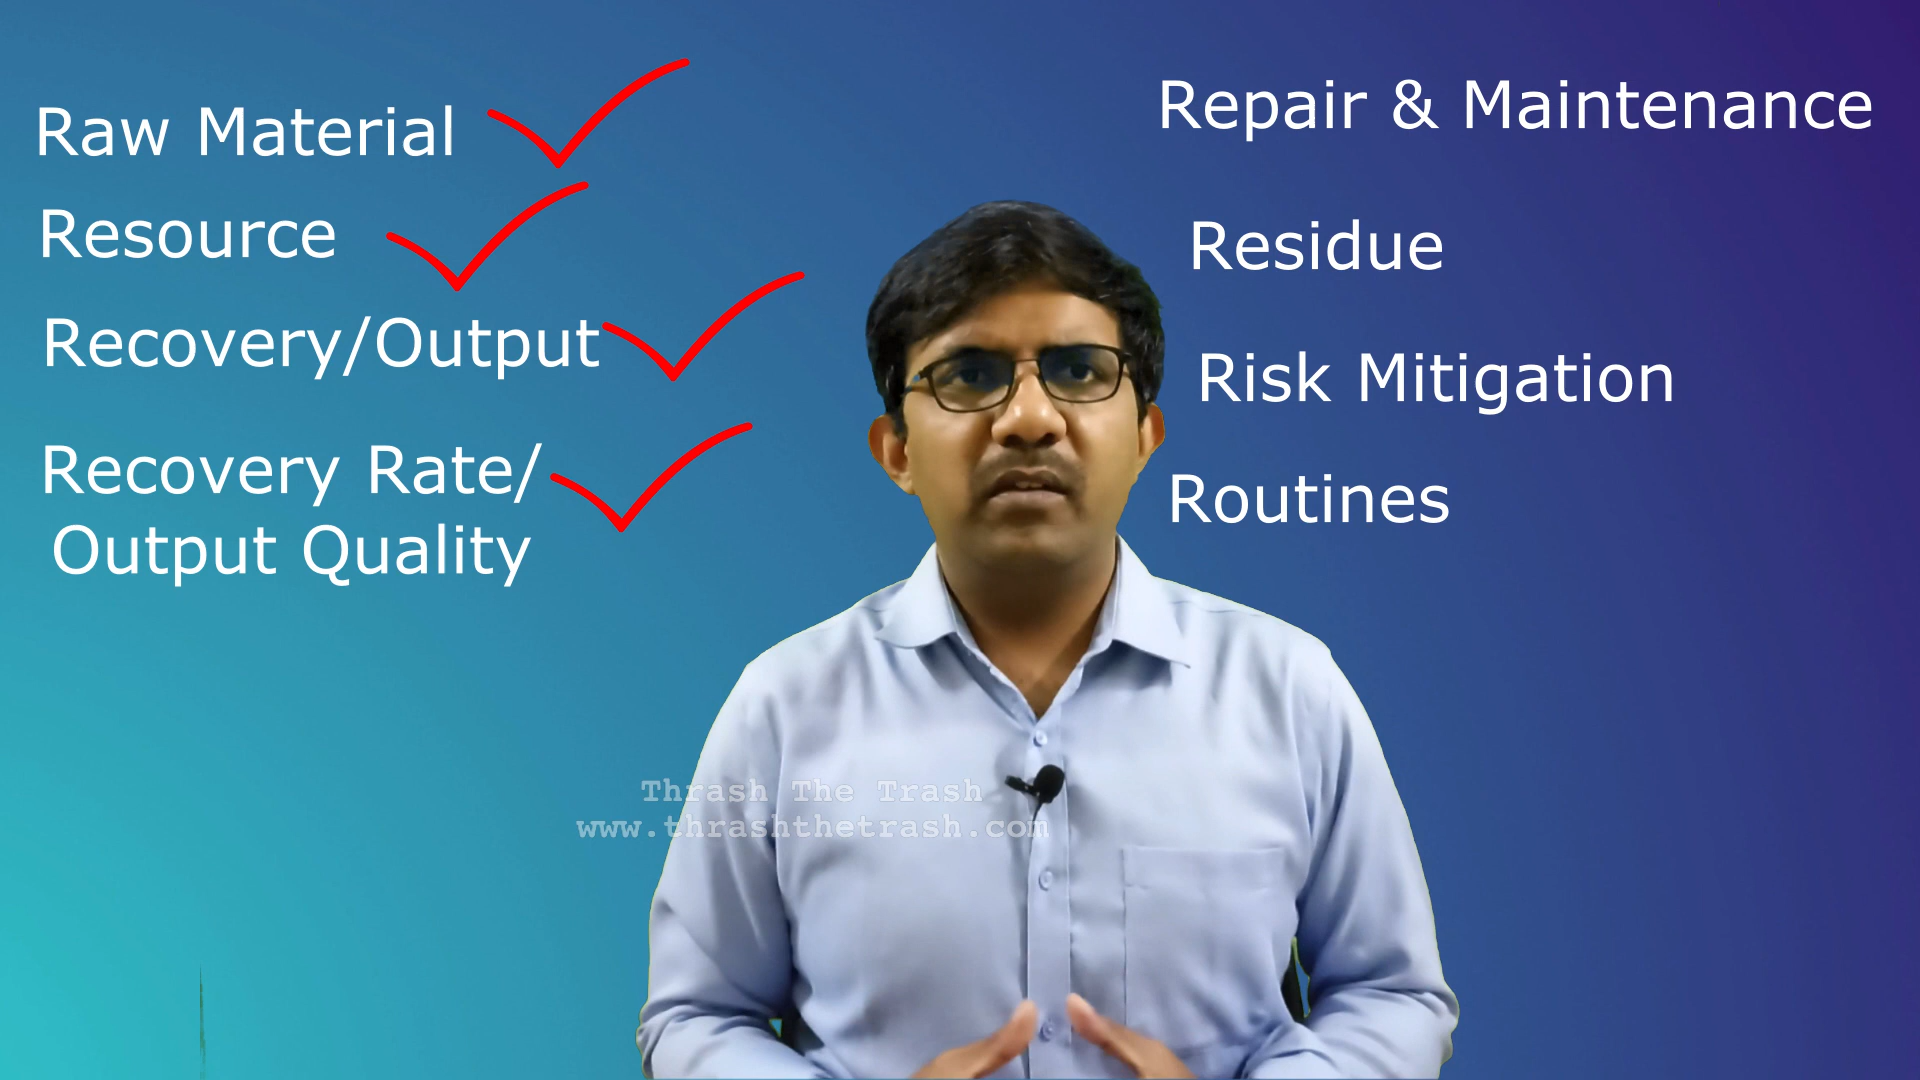 Raw Material
Resource
Recovery/Output
Recovery Rate/
Output Quality
Repair & Maintenance
Residue
Risk Mitigation
Routines
Thrash The Trash
www.thrashthetrash.com